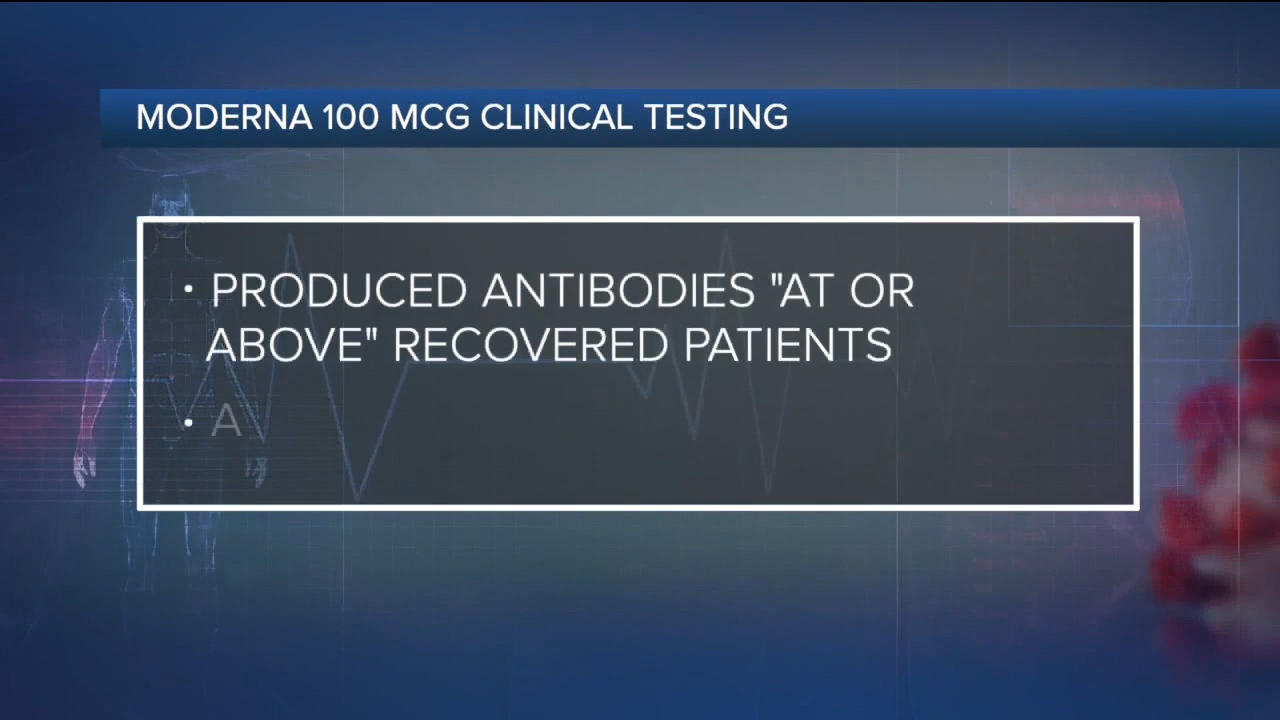 MODERNA 100 MCG CLINICAL TESTING
• PRODUCED ANTIBODIES "AT OR
ABOVE" RECOVERED PATIENTS
• A